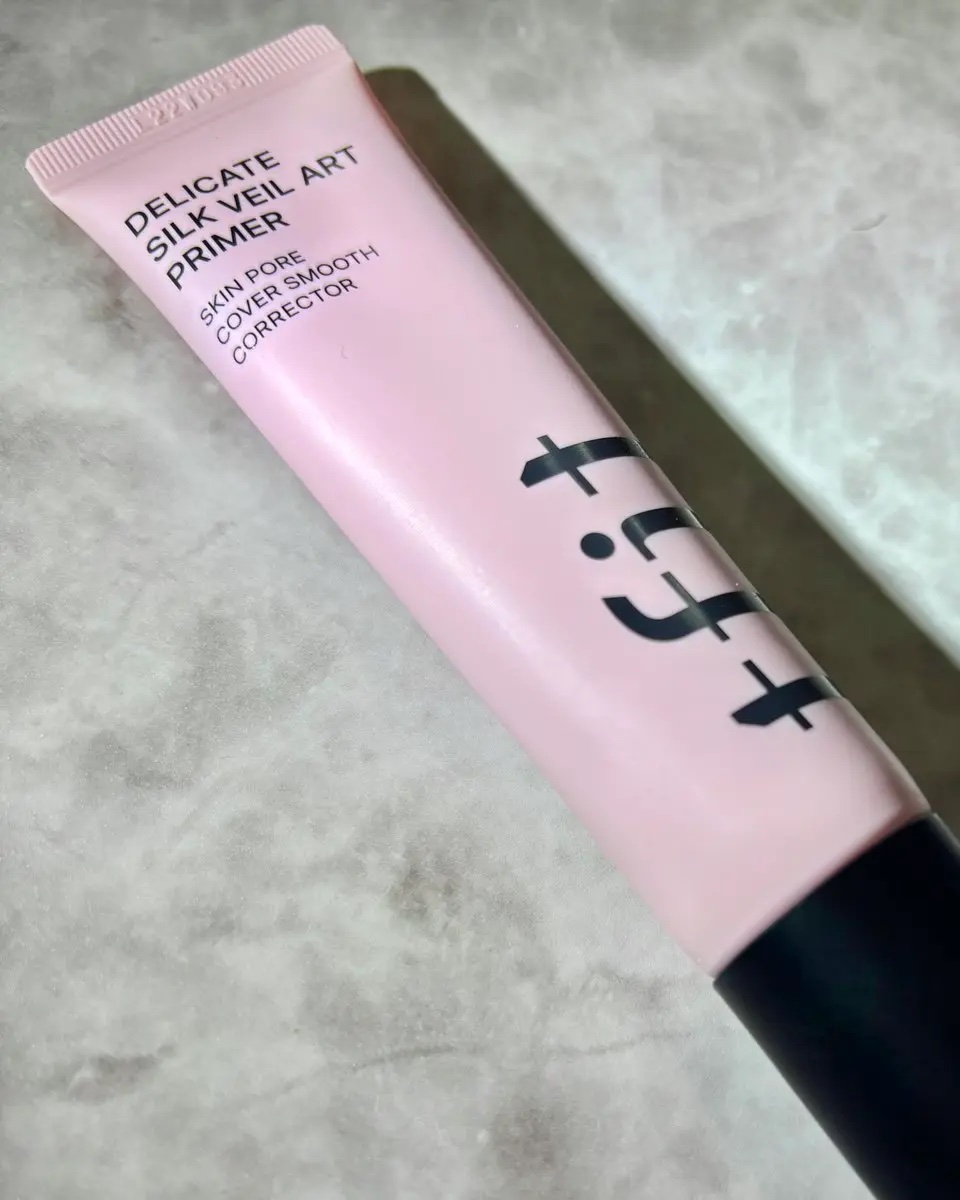 DELICATE
SILK VEIL ART
PRIMER
SKIN PORE
COVER SMOOTH
CORRECTOR